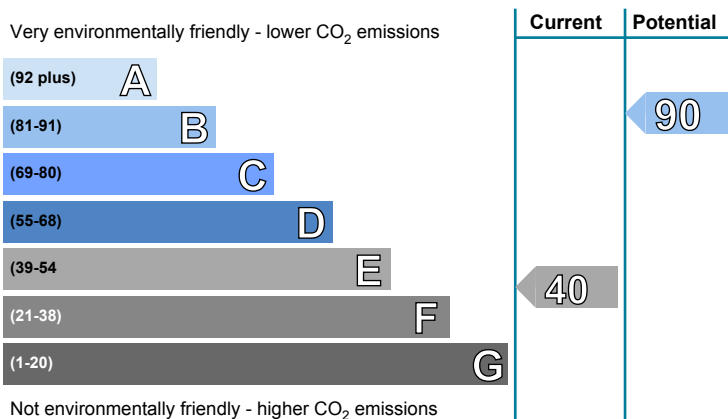 Current Potential
Very environmentally friendly - lower CO2 emissions
(92 plus) A
(81-91) B
90
(69-80) C
(55-68) D
(39-54 E
40
(21-38) F
(1-20) G
Not environmentally friendly - higher CO2 emissions